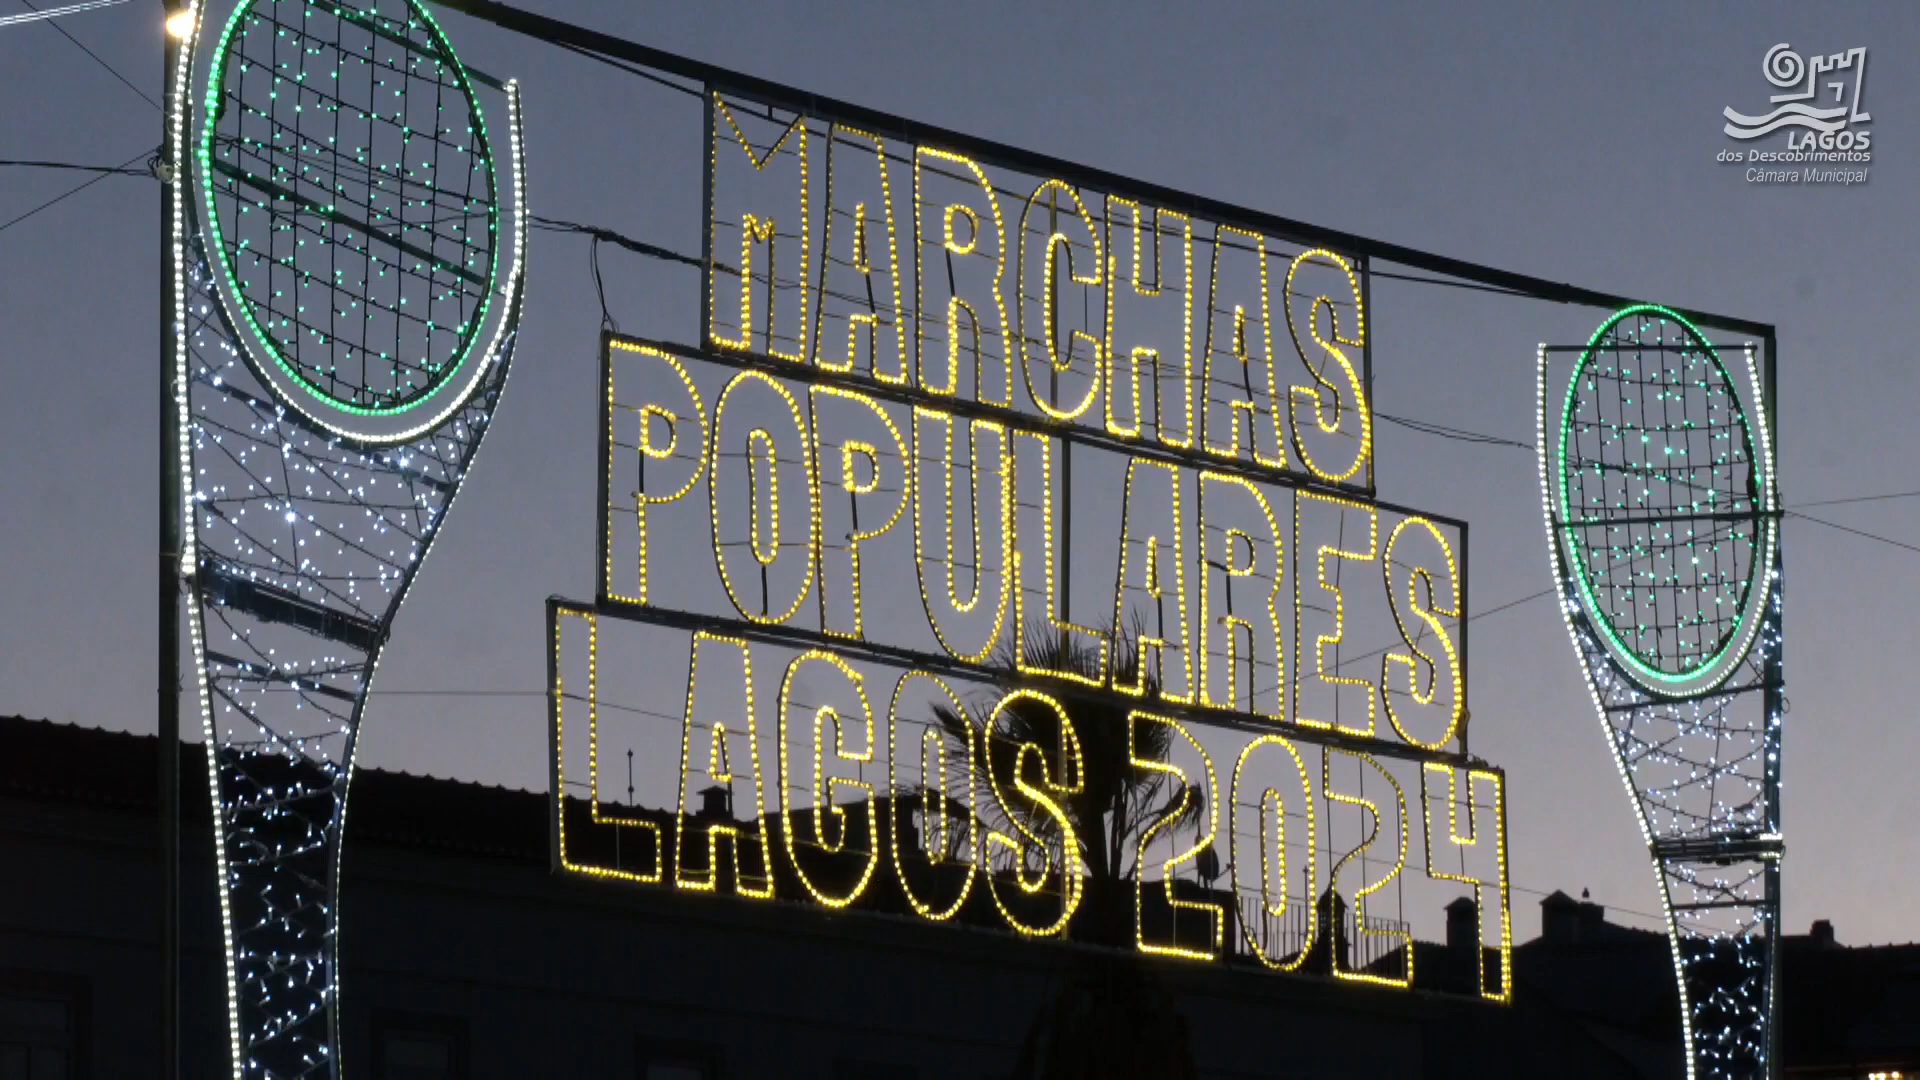 MARCHAS
POPULARES
LAGOS 2024
LAGOS
dos Descobrimentos
Câmara Municipal